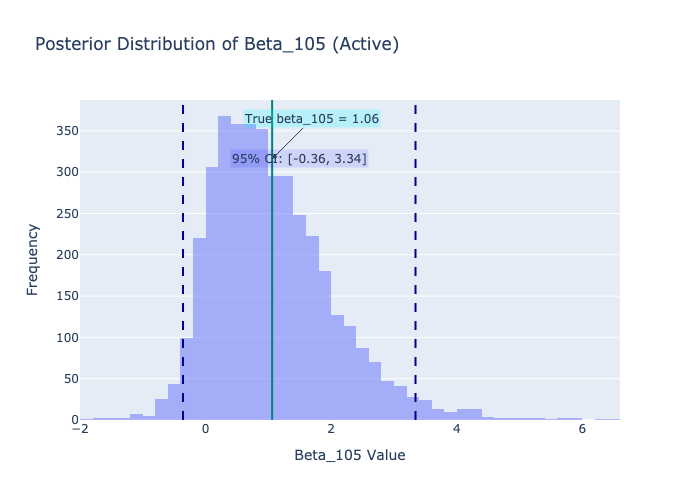 Posterior Distribution of Beta_105 (Active)
True beta_105 = 1.06
95% CI: [-0.36, 3.34]
Frequency
350
300
250
200
150
100
50
0
−2
0
2
4
6
Beta_105 Value